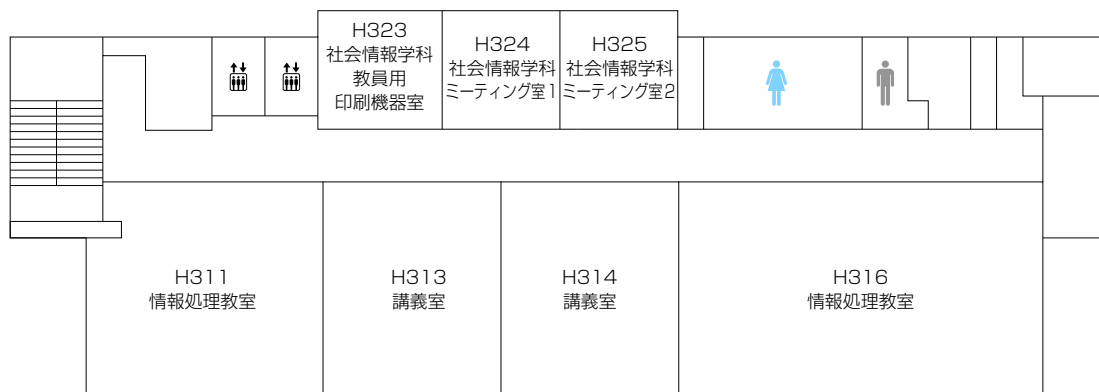 H323
社会情報学科
教員用
印刷機器室
H324
社会情報学科
ミーティング室1
H325
社会情報学科
ミーティング室2
H311
情報処理教室
H313
講義室
H314
講義室
H316
情報処理教室